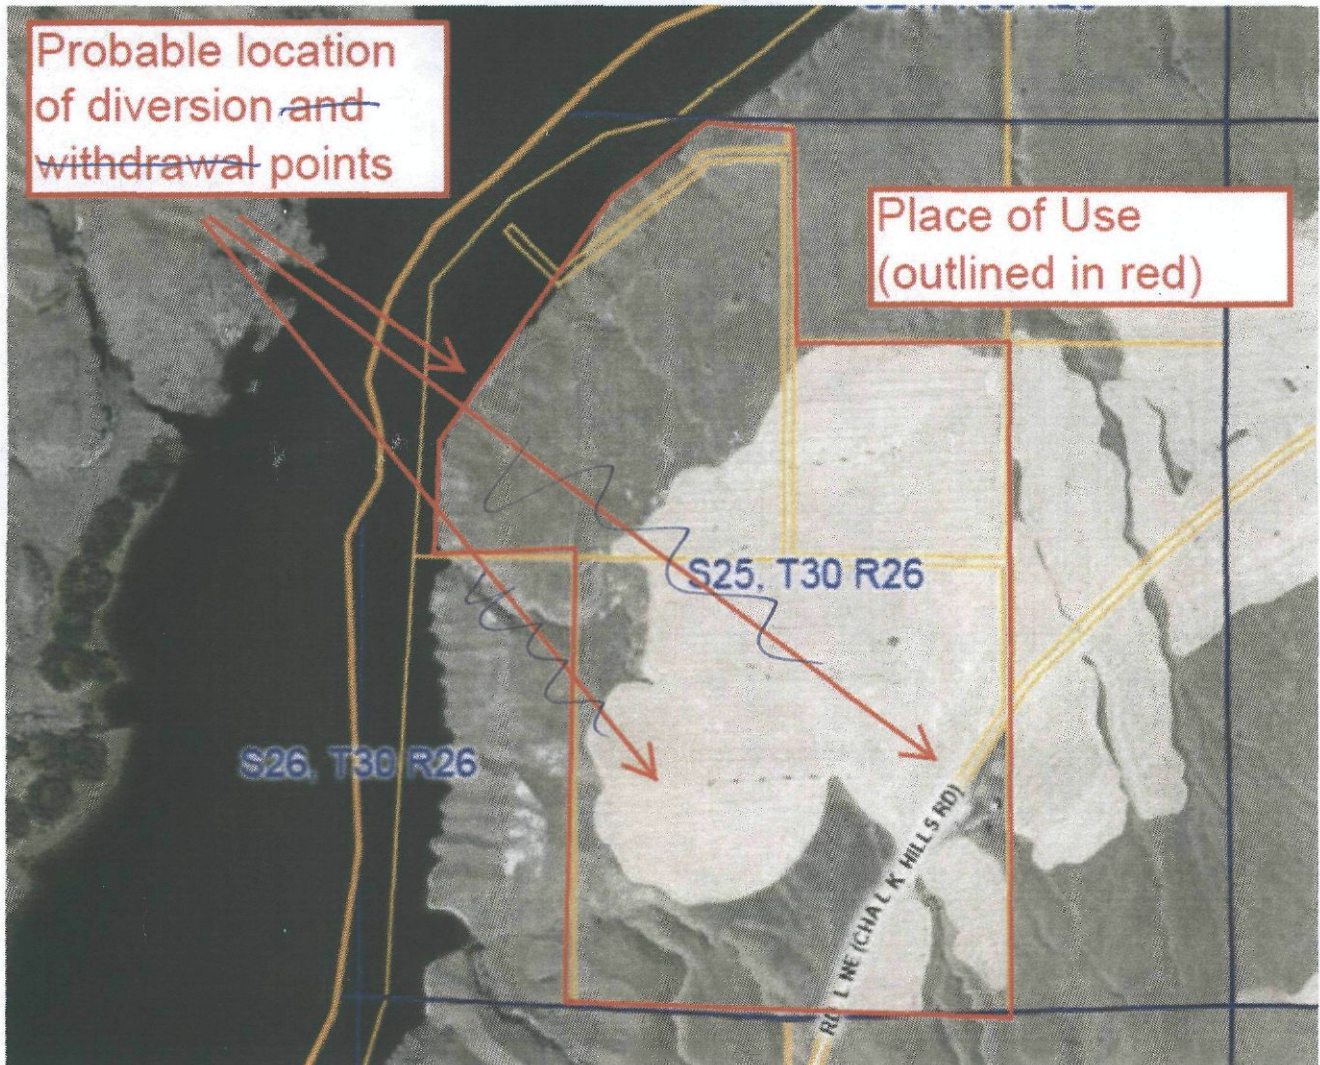 Probable location
of diversion and
withdrawal points
Place of Use
(outlined in red)
S25, T30 R26
S26, T30 R26
L NE (CHALK HILLS RD)